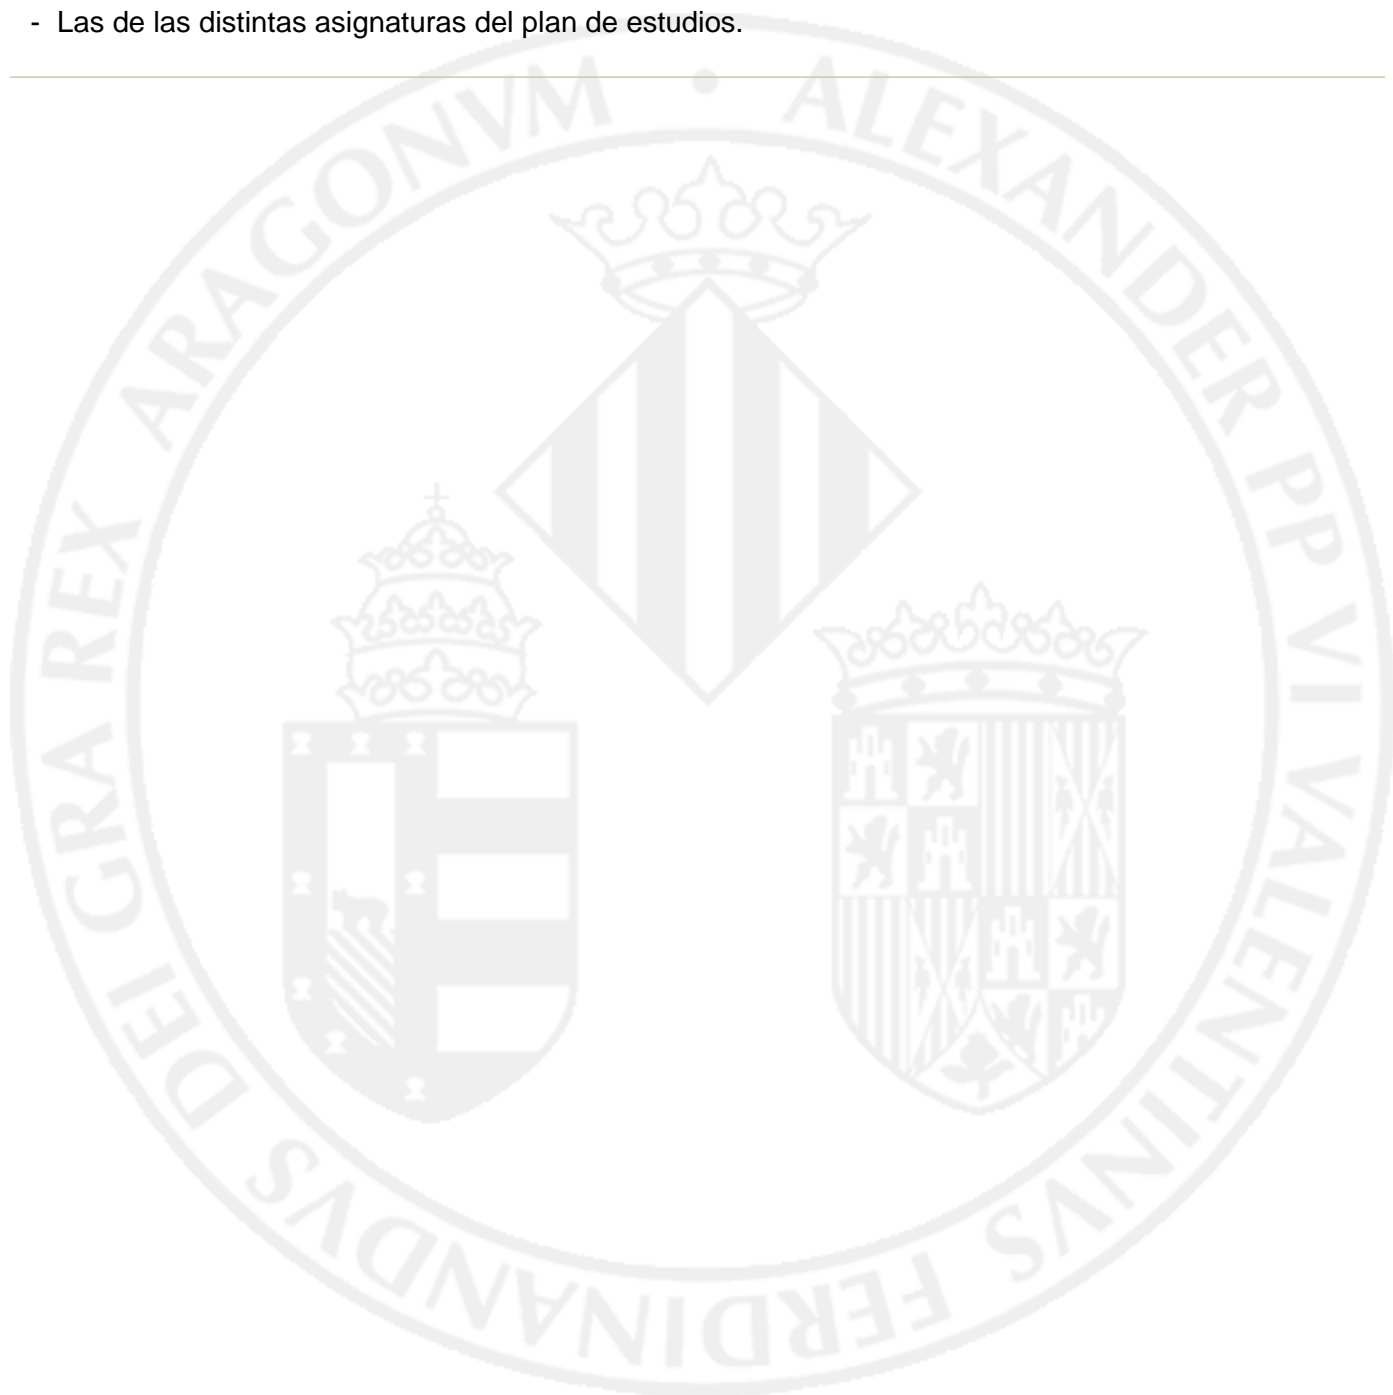 - Las de las distintas asignaturas del plan de estudios.
ALEXANDER PP VI VALENTINVS FERDINANDVS DEI GRA REX ARAGONVM